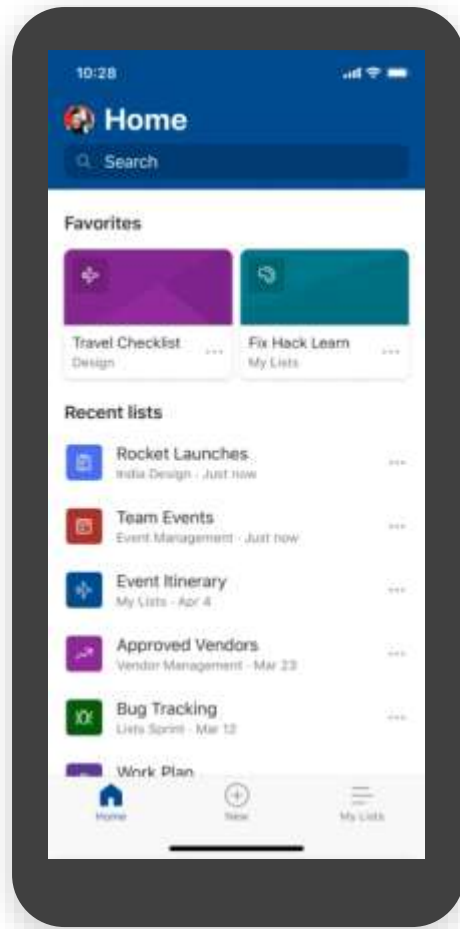 10:28
Home
Search
Favorites
Travel Checklist
Design
Fix Hack Learn
My Lists
Recent lists
Rocket Launches
India Design · Just now
Team Events
Event Management · Just now
Event Itinerary
My Lists · Apr 4
Approved Vendors
Vendor Management · Mar 23
Bug Tracking
Lists Sprint · Mar 12
Work Plan
Home
New
My Lists